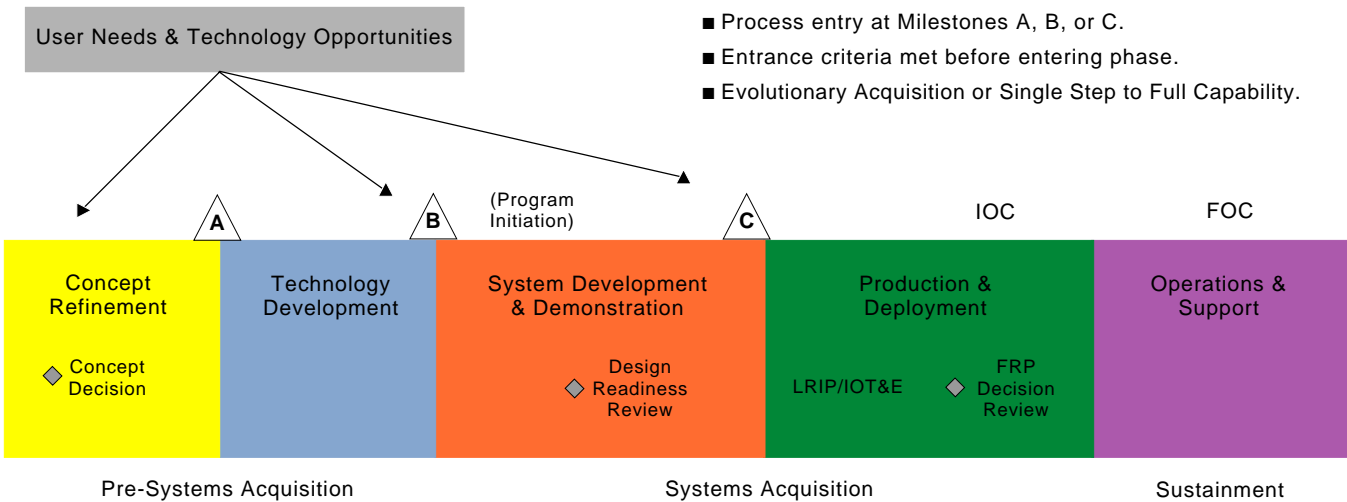 User Needs & Technology Opportunities
■ Process entry at Milestones A, B, or C.
■ Entrance criteria met before entering phase.
■ Evolutionary Acquisition or Single Step to Full Capability.
A
B
(Program
Initiation)
C
IOC
FOC
Concept
Refinement
Technology
Development
System Development
& Demonstration
Production &
Deployment
Operations &
Support
Concept
Decision
Design
Readiness
Review
LRIP/IOT&E
FRP
Decision
Review
Pre-Systems Acquisition
Systems Acquisition
Sustainment